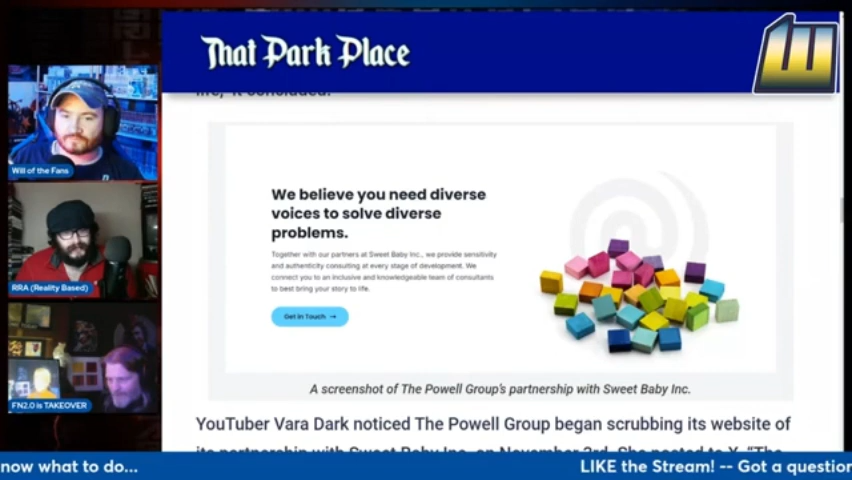 That Park Place
life," it concluded.
We believe you need diverse
voices to solve diverse
problems.
Together with our partners at Sweet Baby Inc., we provide sensitivity
and authenticity consulting at every stage of development. We
connect you to an inclusive and knowledgeable team of consultants
to best bring your story to life.
Get in Touch →
A screenshot of The Powell Group's partnership with Sweet Baby Inc.
YouTuber Vara Dark noticed The Powell Group began scrubbing its website of
its partnership with Sweet Baby Inc. on November 3rd. She posted to X, "The
Will of the Fans
RRA (Reality Based)
FN2.0 is TAKEOVER
now what to do...
LIKE the Stream! -- Got a question